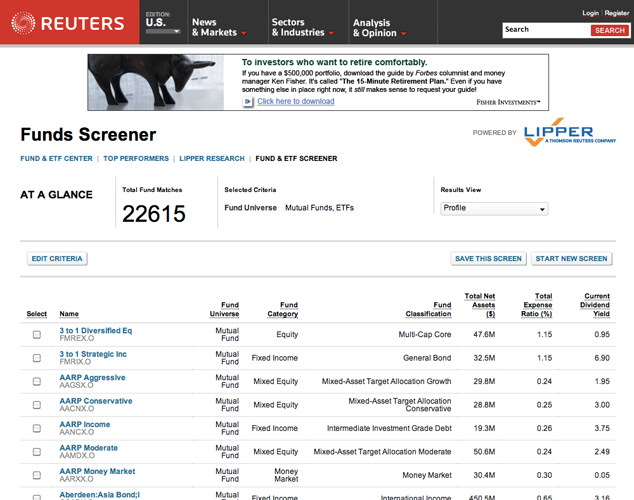 REUTERS
EDITION:
U.S.
News
& Markets
Sectors
& Industries
Analysis
& Opinion
Login | Register
Search
SEARCH
To investors who want to retire comfortably.
If you have a $500,000 portfolio, download the guide by Forbes columnist and money
manager Ken Fisher. It's called "The 15-Minute Retirement Plan." Even if you have
something else in place right now, it still makes sense to request your guide!
Click here to download
FISHER INVESTMENTS™
Funds Screener
POWERED BY
LIPPER
A THOMSON REUTERS COMPANY
FUND & ETF CENTER | TOP PERFORMERS | LIPPER RESEARCH | FUND & ETF SCREENER
AT A GLANCE
Total Fund Matches
22615
Selected Criteria
Fund Universe Mutual Funds, ETFs
Results View
Profile
EDIT CRITERIA
SAVE THIS SCREEN
START NEW SCREEN
Select
Name
Fund
Universe
Fund
Category
Fund
Classification
Total Net
Assets
($)
Total
Expense
Ratio (%)
Current
Dividend
Yield
3 to 1 Diversified Eq
FMREX.O
Mutual
Fund
Equity
Multi-Cap Core
47.6M
1.15
0.95
3 to 1 Strategic Inc
FMRIX.O
Mutual
Fund
Fixed Income
General Bond
32.5M
1.15
6.90
AARP Aggressive
AAGSX.O
Mutual
Fund
Mixed Equity
Mixed-Asset Target Allocation Growth
29.8M
0.24
1.95
AARP Conservative
AACNX.O
Mutual
Fund
Mixed Equity
Mixed-Asset Target Allocation
Conservative
28.8M
0.25
3.00
AARP Income
AANCX.O
Mutual
Fund
Fixed Income
Intermediate Investment Grade Debt
19.3M
0.26
3.75
AARP Moderate
AAMDX.O
Mutual
Fund
Mixed Equity
Mixed-Asset Target Allocation Moderate
50.6M
0.24
2.49
AARP Money Market
AARXX.O
Mutual
Fund
Money
Market
Money Market
30.4M
0.30
0.05
Aberdeen:Asia Bond;I
Mutual
Fixed Income
International Income
450.5M
0.65
3.16